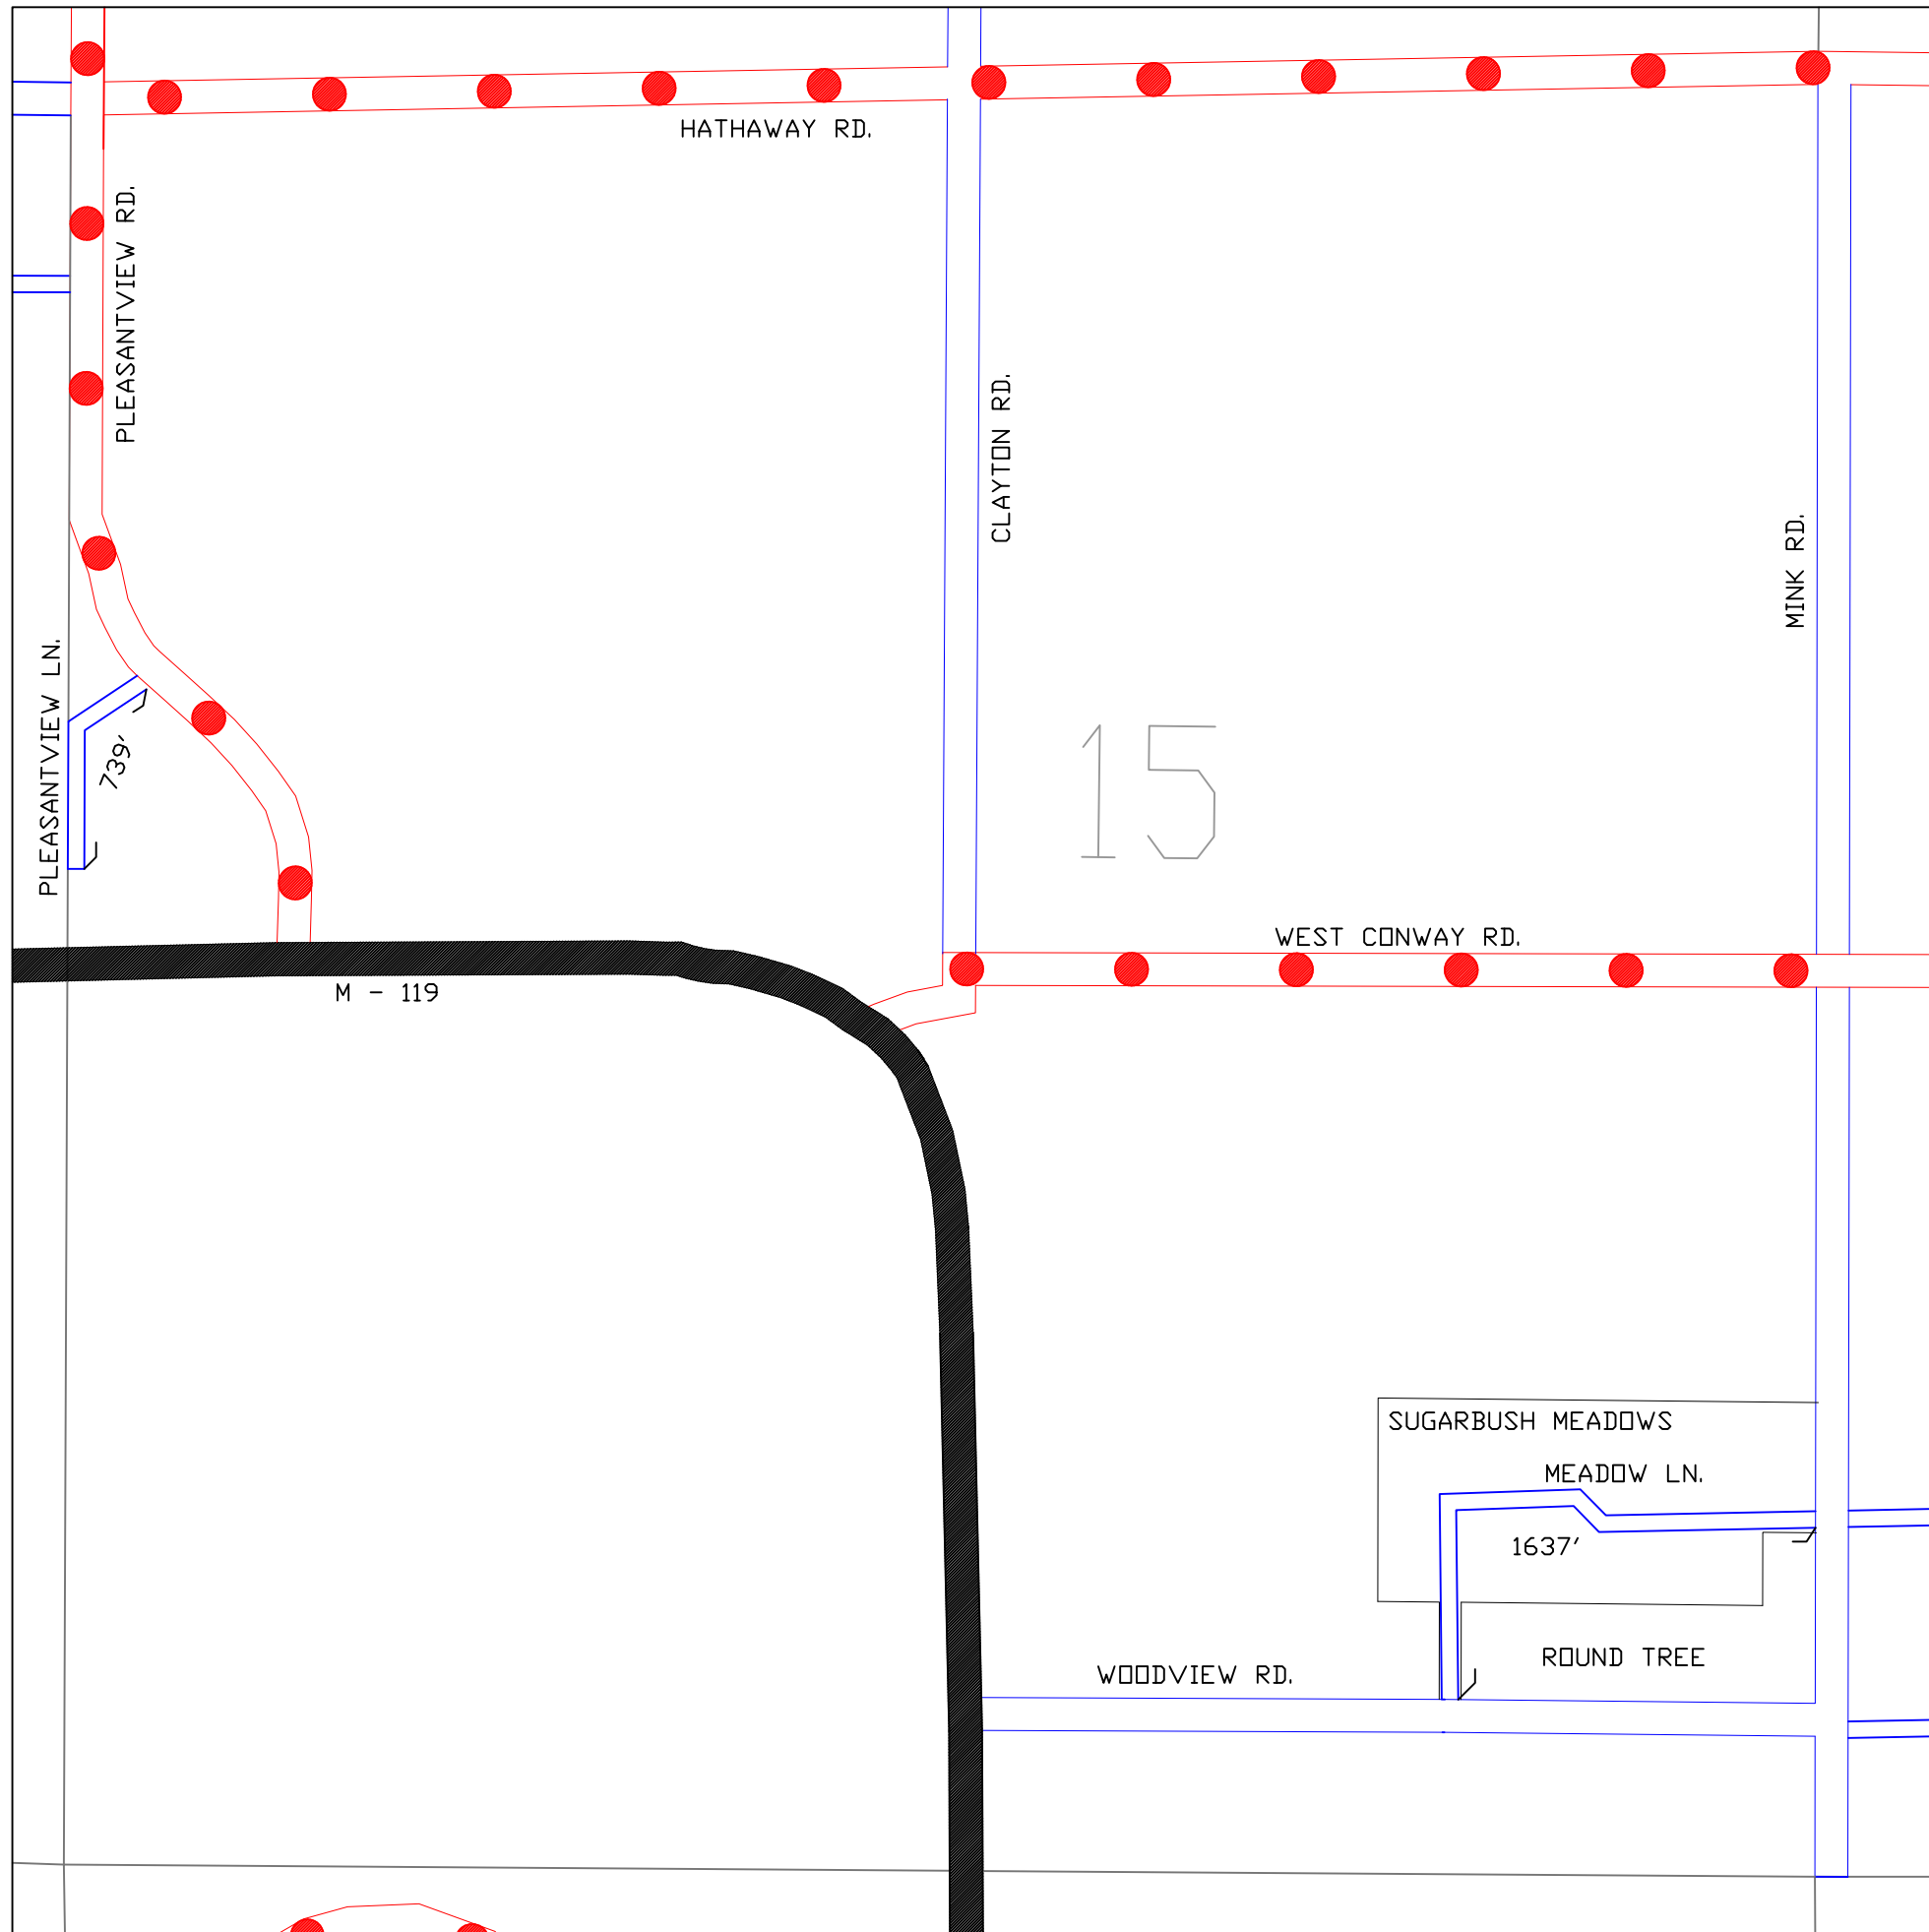 HATHAWAY RD.
PLEASANTVIEW RD.
CLAYTON RD.
MINK RD.
PLEASANTVIEW LN.
739'
15
WEST CONWAY RD.
M - 119
SUGARBUSH MEADOWS
MEADOW LN.
1637'
ROUND TREE
WOODVIEW RD.